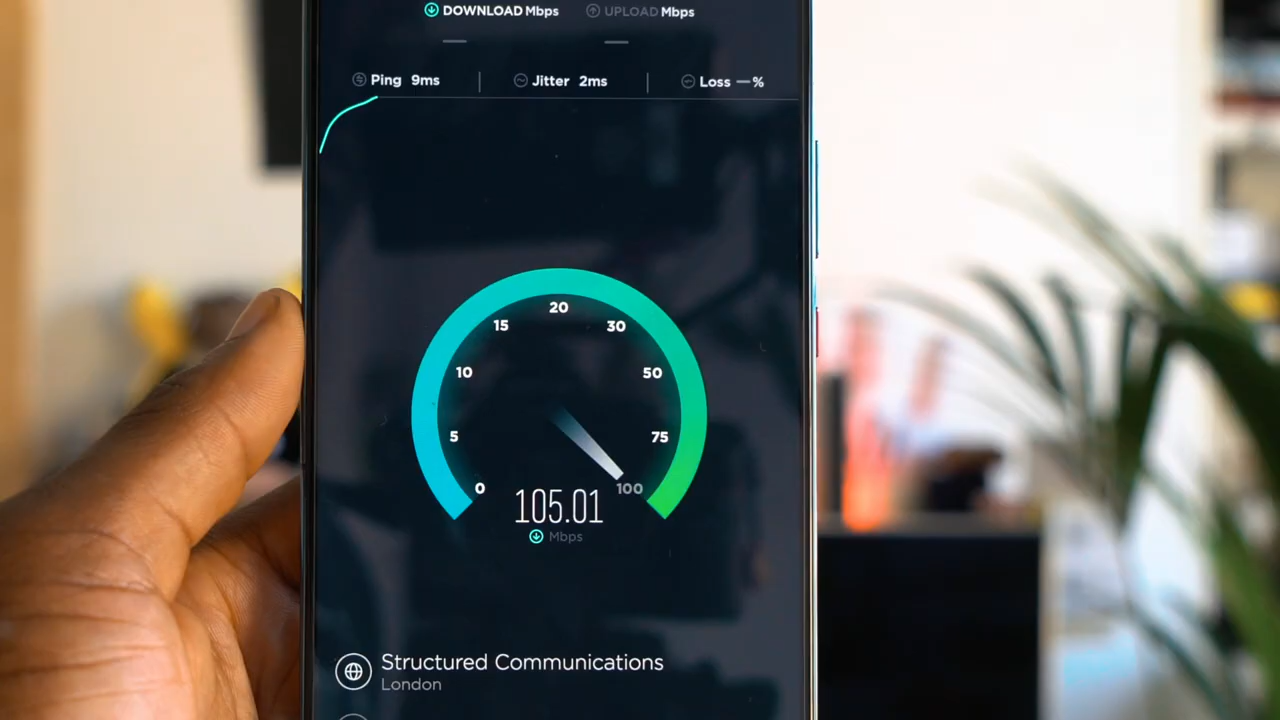 DOWNLOAD Mbps UPLOAD Mbps
— —
Ping 9ms Jitter 2ms Loss —%
20
15 30
10 50
5 75
0 100
105.01
Mbps
Structured Communications
London